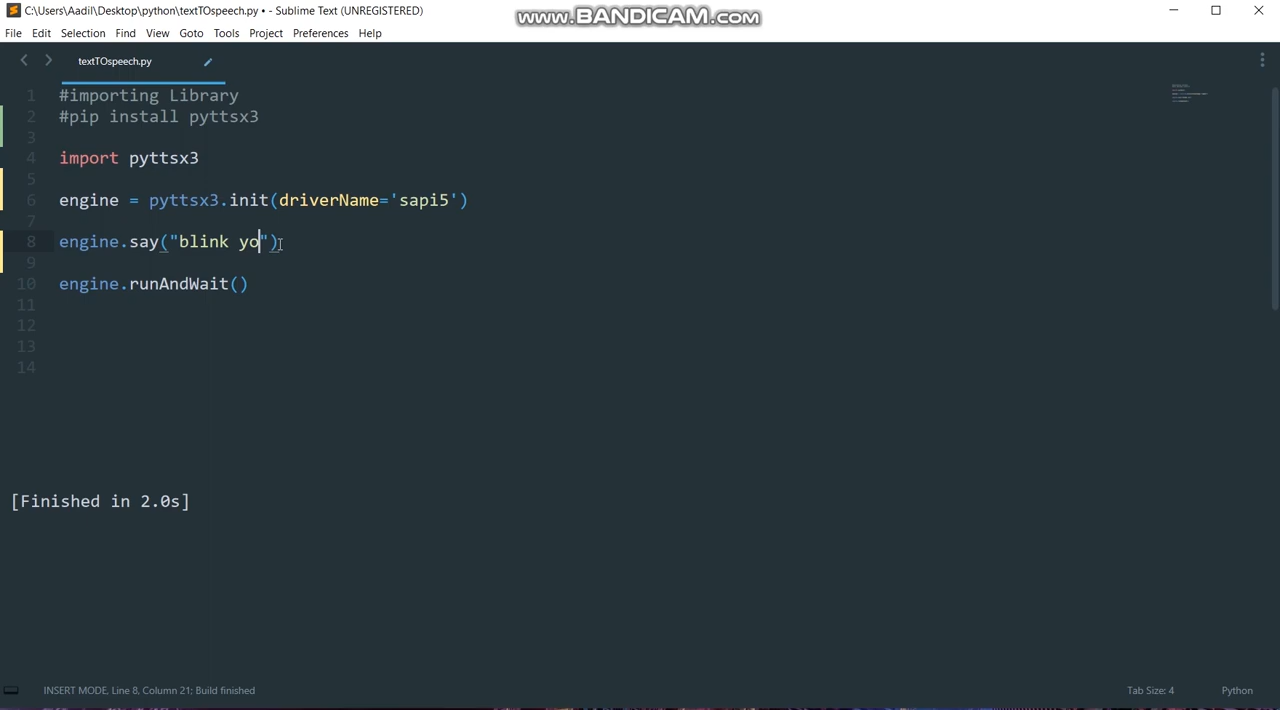 C:\Users\Aadil\Desktop\python\textTOspeech.py • - Sublime Text (UNREGISTERED)
www.BANDICAM.com
File Edit Selection Find View Goto Tools Project Preferences Help
textTOspeech.py
1 #importing Library
2 #pip install pyttsx3
3
4 import pyttsx3
5
6 engine = pyttsx3.init(driverName='sapi5')
7
8 engine.say("blink yo")
9
10 engine.runAndWait()
11
12
13
14
[Finished in 2.0s]
INSERT MODE, Line 8, Column 21; Build finished
Tab Size: 4
Python